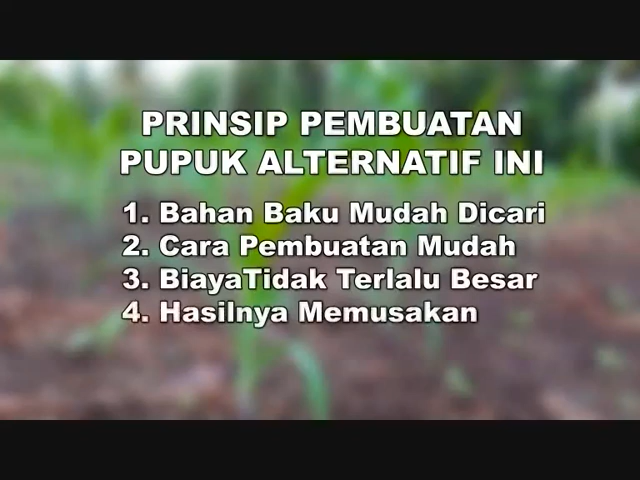 PRINSIP PEMBUATAN
PUPUK ALTERNATIF INI
1. Bahan Baku Mudah Dicari
2. Cara Pembuatan Mudah
3. BiayaTidak Terlalu Besar
4. Hasilnya Memusakan